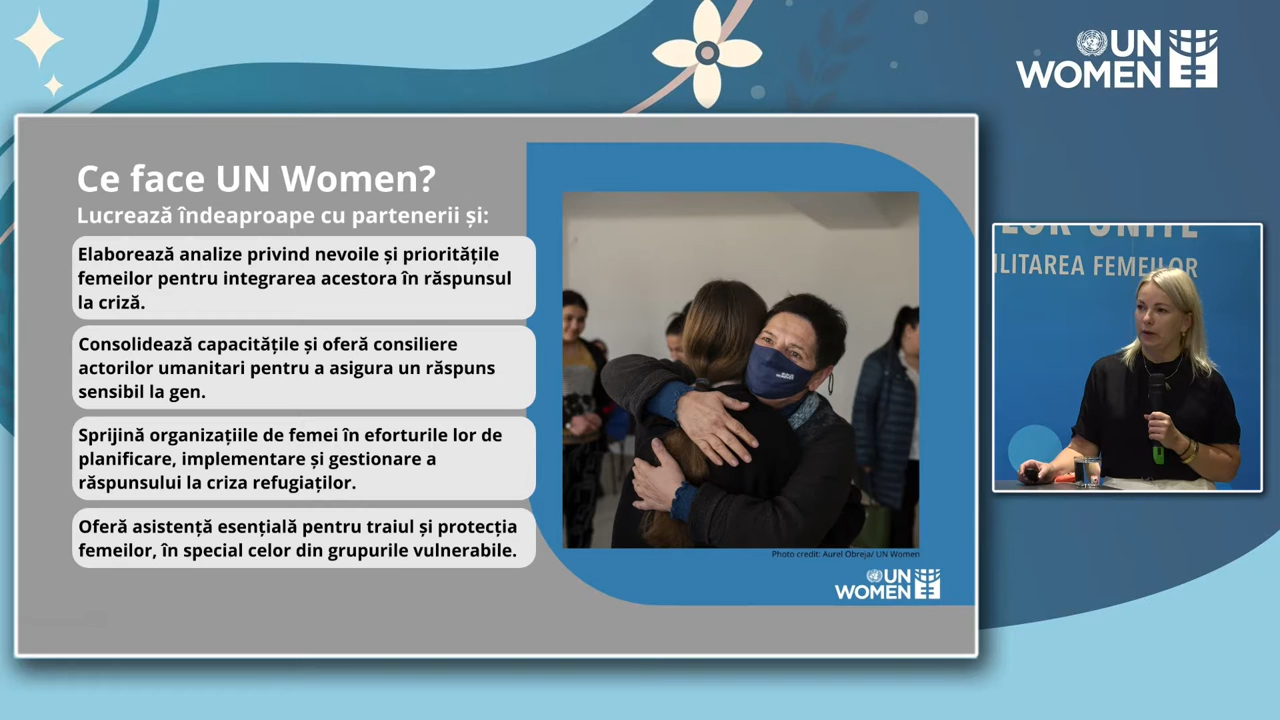 UN
WOMEN
Ce face UN Women?
Lucrează îndeaproape cu partenerii și:
Elaborează analize privind nevoile și prioritățile
femeilor pentru integrarea acestora în răspunsul
la criză.
Consolidează capacitățile și oferă consiliere
actorilor umanitari pentru a asigura un răspuns
sensibil la gen.
Sprijină organizațiile de femei în eforturile lor de
planificare, implementare și gestionare a
răspunsului la criza refugiaților.
Oferă asistență esențială pentru traiul și protecția
femeilor, în special celor din grupurile vulnerabile.
Photo credit: Aurel Obreja/ UN Women
UN
WOMEN
UNITE
FEMEILOR